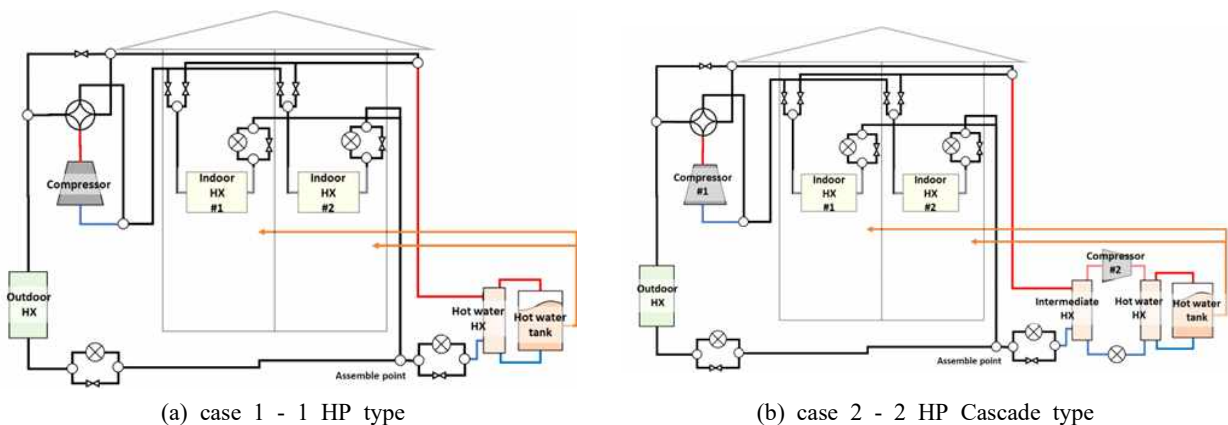 Compressor
Indoor
HX
#1
Indoor
HX
#2
Outdoor
HX
Hot water
HX
Hot water
tank
Assemble point
(a) case 1 - 1 HP type
Compressor
#1
Indoor
HX
#1
Indoor
HX
#2
Outdoor
HX
Compressor
#2
Intermediate
HX
Hot water
HX
Hot water
tank
Assemble point
(b) case 2 - 2 HP Cascade type